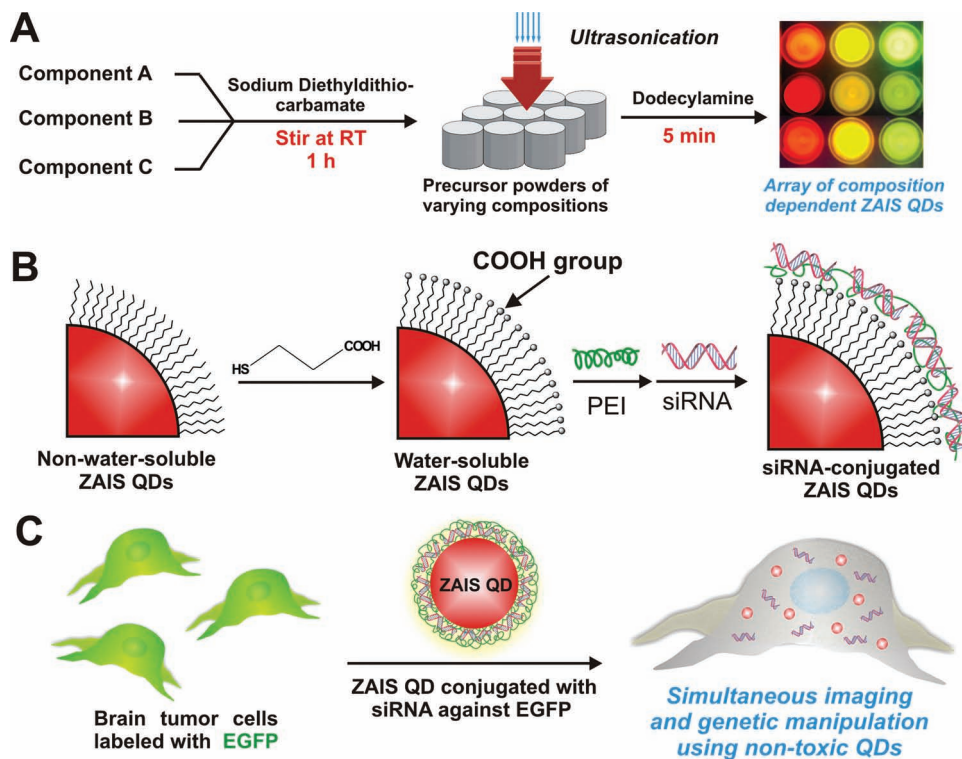 A
Component A
Component B
Component C
Sodium Diethyldithio-
carbamate
Stir at RT
1 h
Ultrasonication
Precursor powders of
varying compositions
Dodecylamine
5 min
Array of composition
dependent ZAIS QDs
B
Non-water-soluble
ZAIS QDs
HS
COOH
COOH group
Water-soluble
ZAIS QDs
PEI
siRNA
siRNA-conjugated
ZAIS QDs
C
Brain tumor cells
labeled with EGFP
ZAIS QD
ZAIS QD conjugated with
siRNA against EGFP
Simultaneous imaging
and genetic manipulation
using non-toxic QDs